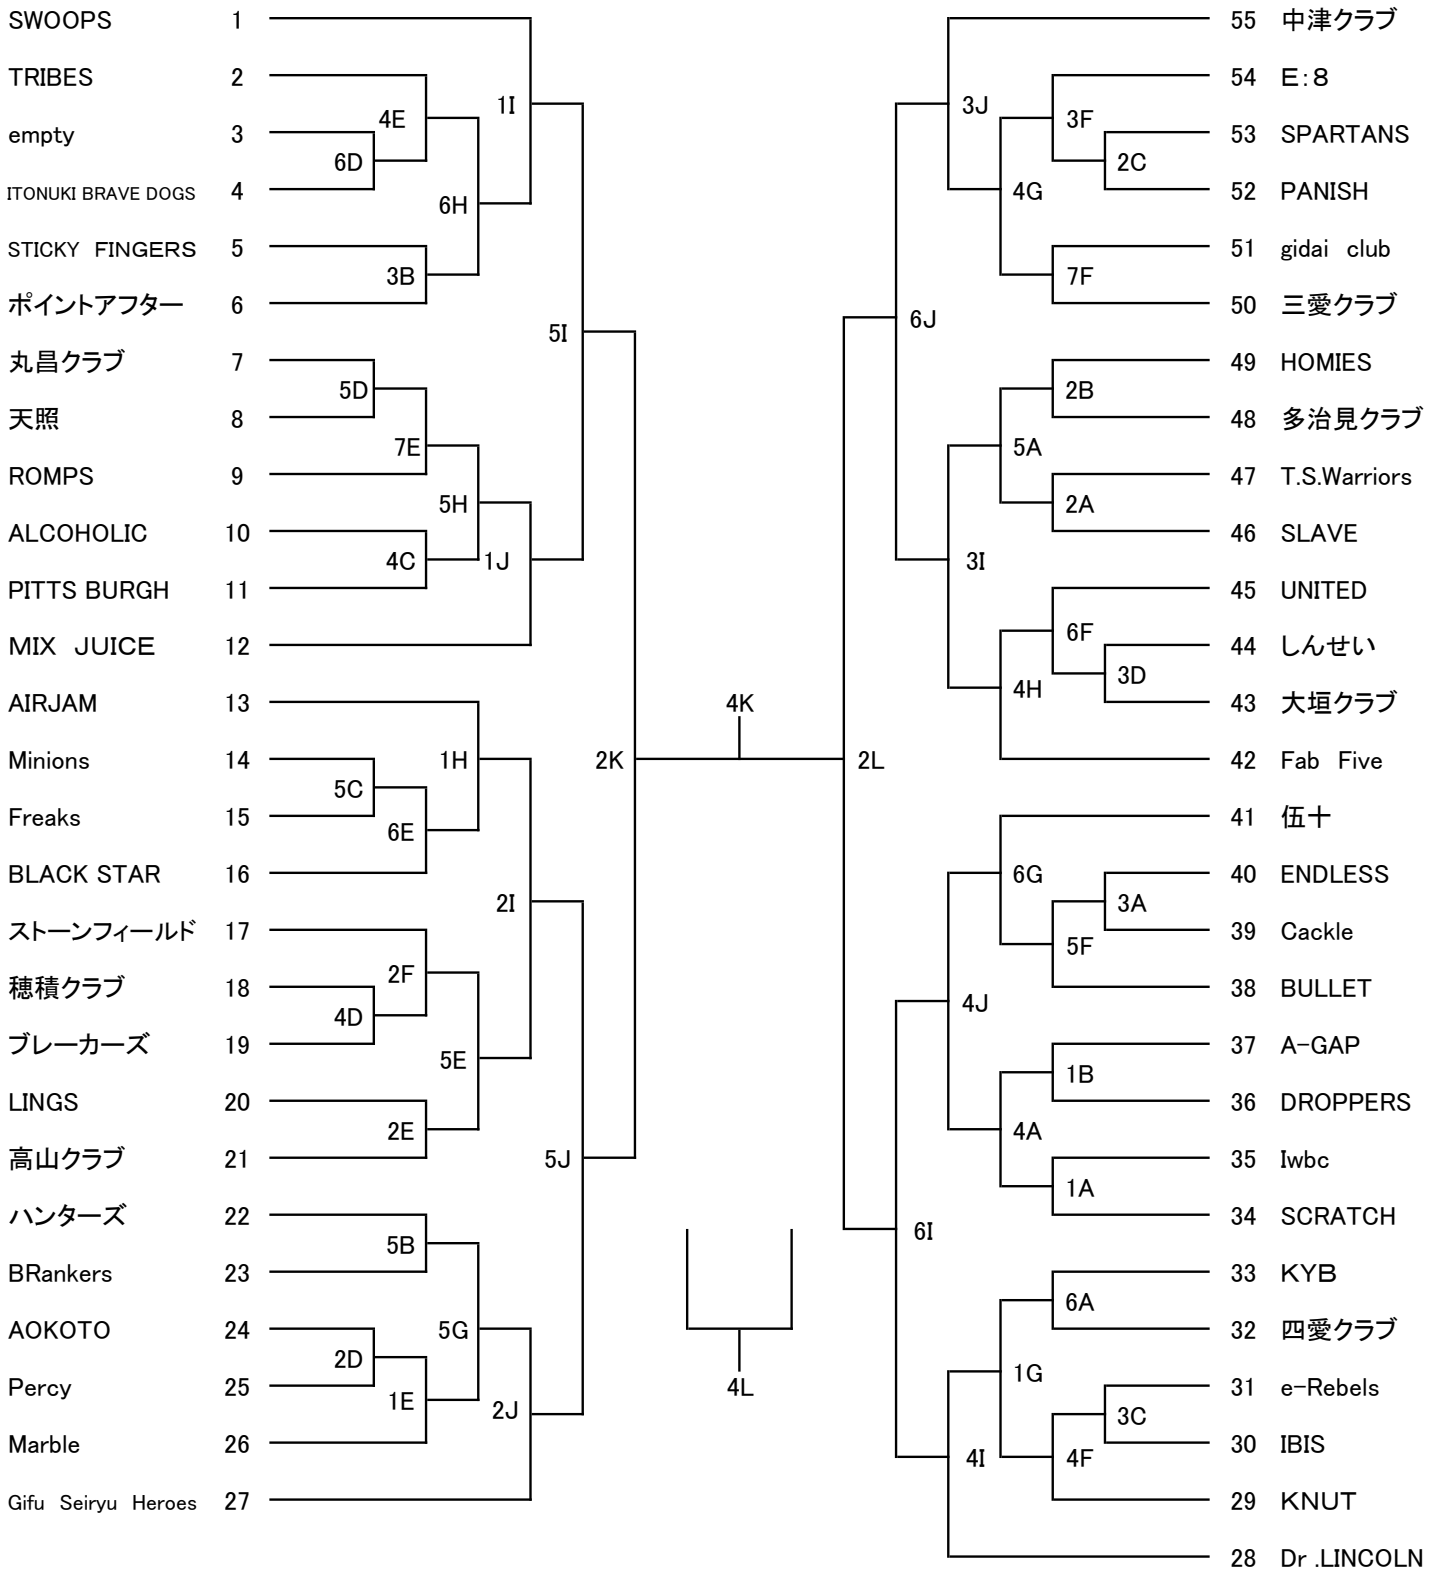 SWOOPS 1
TRIBES 2
empty 3
ITONUKI BRAVE DOGS 4
STICKY FINGERS 5
ポイントアフター 6
丸昌クラブ 7
天照 8
ROMPS 9
ALCOHOLIC 10
PITTS BURGH 11
MIX JUICE 12
AIRJAM 13
Minions 14
Freaks 15
BLACK STAR 16
ストーンフィールド 17
穂積クラブ 18
ブレーカーズ 19
LINGS 20
高山クラブ 21
ハンターズ 22
BRankers 23
AOKOTO 24
Percy 25
Marble 26
Gifu Seiryu Heroes 27
1I
4E
6D
6H
3B
5I
5D
7E
5H
4C
1J
1H
5C
6E
2I
2F
4D
5E
2E
5J
5B
5G
2D
1E
2J
2K
4K
4L
2L
3J
3F
2C
4G
7F
6J
2B
5A
2A
3I
6F
3D
4H
6G
3A
5F
4J
1B
4A
1A
6I
6A
1G
3C
4F
4I
55 中津クラブ
54 E:8
53 SPARTANS
52 PANISH
51 gidai club
50 三愛クラブ
49 HOMIES
48 多治見クラブ
47 T.S.Warriors
46 SLAVE
45 UNITED
44 しんせい
43 大垣クラブ
42 Fab Five
41 伍十
40 ENDLESS
39 Cackle
38 BULLET
37 A-GAP
36 DROPPERS
35 Iwbc
34 SCRATCH
33 KYB
32 四愛クラブ
31 e-Rebels
30 IBIS
29 KNUT
28 Dr .LINCOLN